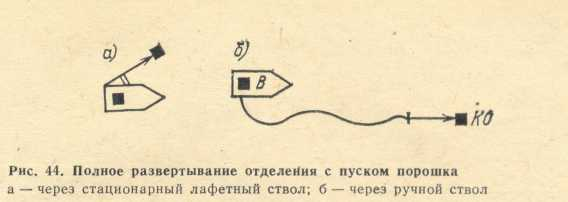 а) б)
В
КО
Рис. 44. Полное развертывание отделения с пуском порошка
а — через стационарный лафетный ствол; б — через ручной ствол